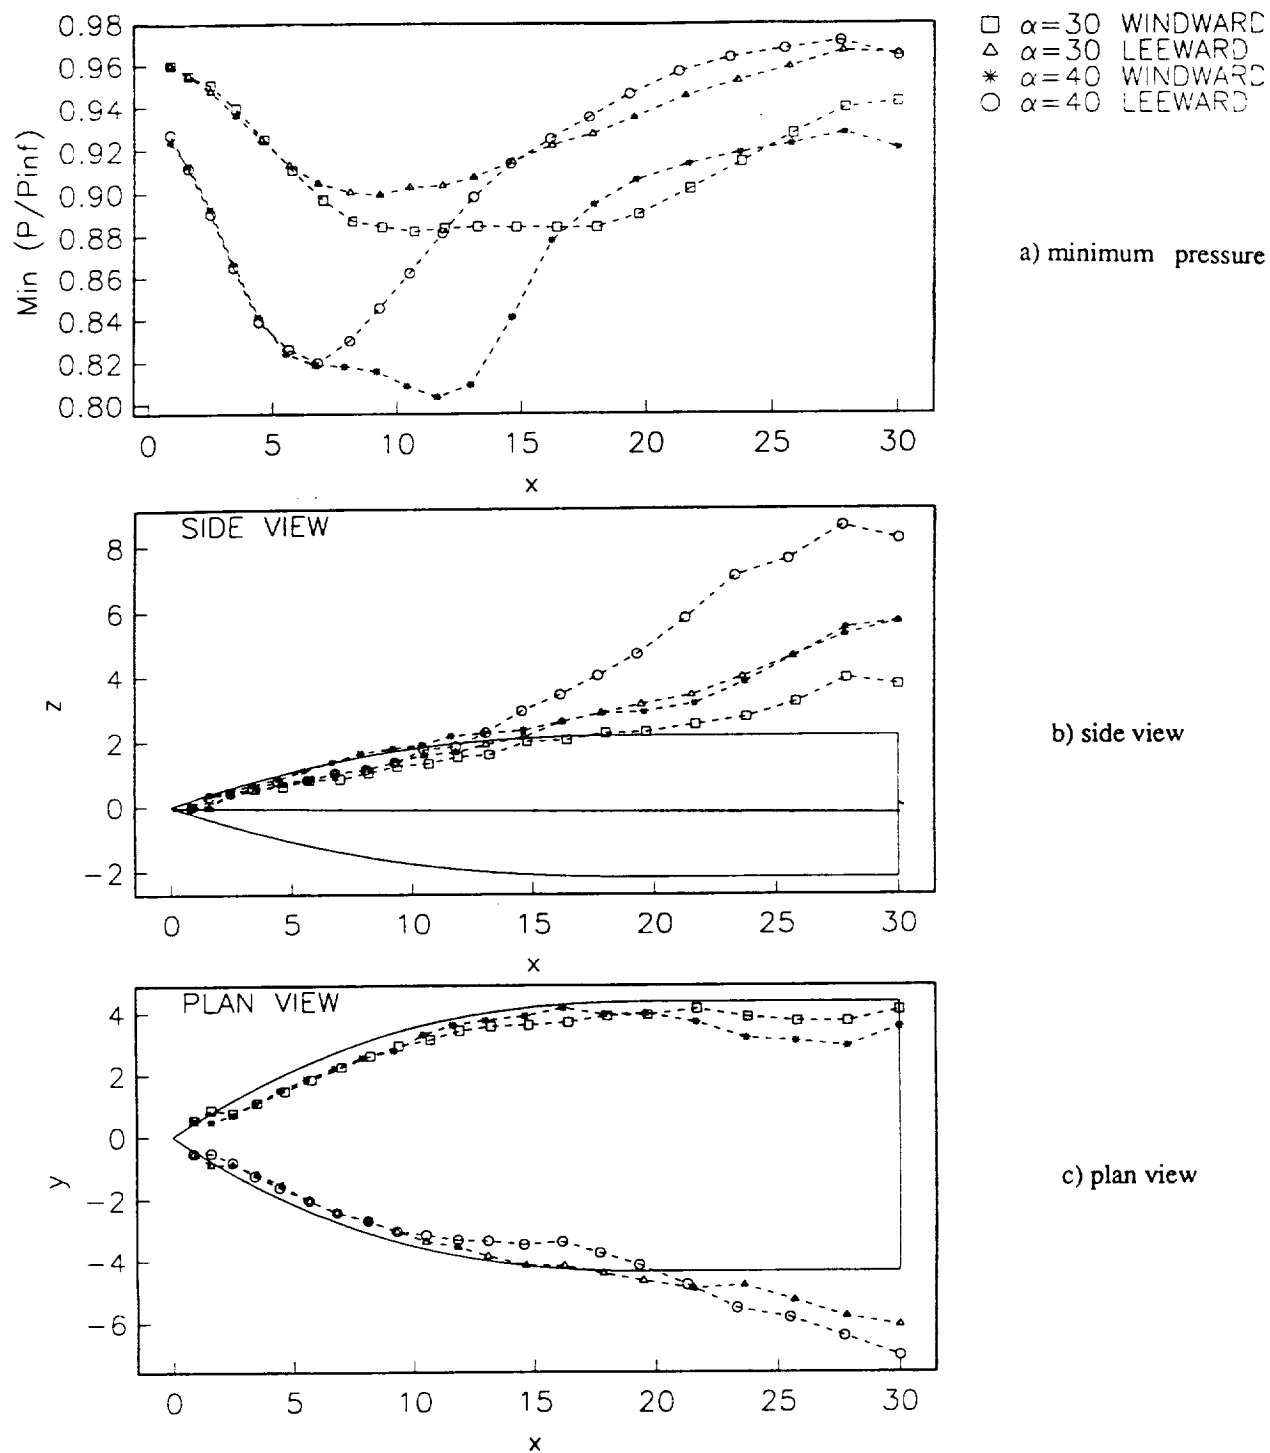 □ α=30 WINDWARD
△ α=30 LEEWARD
* α=40 WINDWARD
○ α=40 LEEWARD
0.98
0.96
0.94
0.92
0.90
0.88
0.86
0.84
0.82
0.80
Min (P/Pinf)
0 5 10 15 20 25 30
x
a) minimum pressure
SIDE VIEW
8
6
4
2
0
−2
z
0 5 10 15 20 25 30
x
b) side view
PLAN VIEW
4
2
0
−2
−4
−6
y
0 5 10 15 20 25 30
x
c) plan view